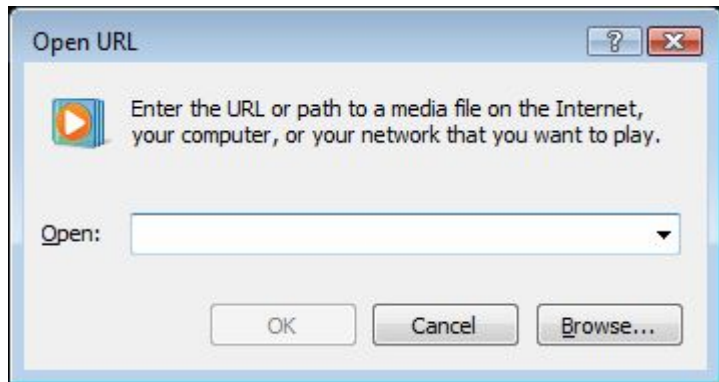 Open URL
Enter the URL or path to a media file on the Internet,
your computer, or your network that you want to play.
Open:
OK Cancel Browse...